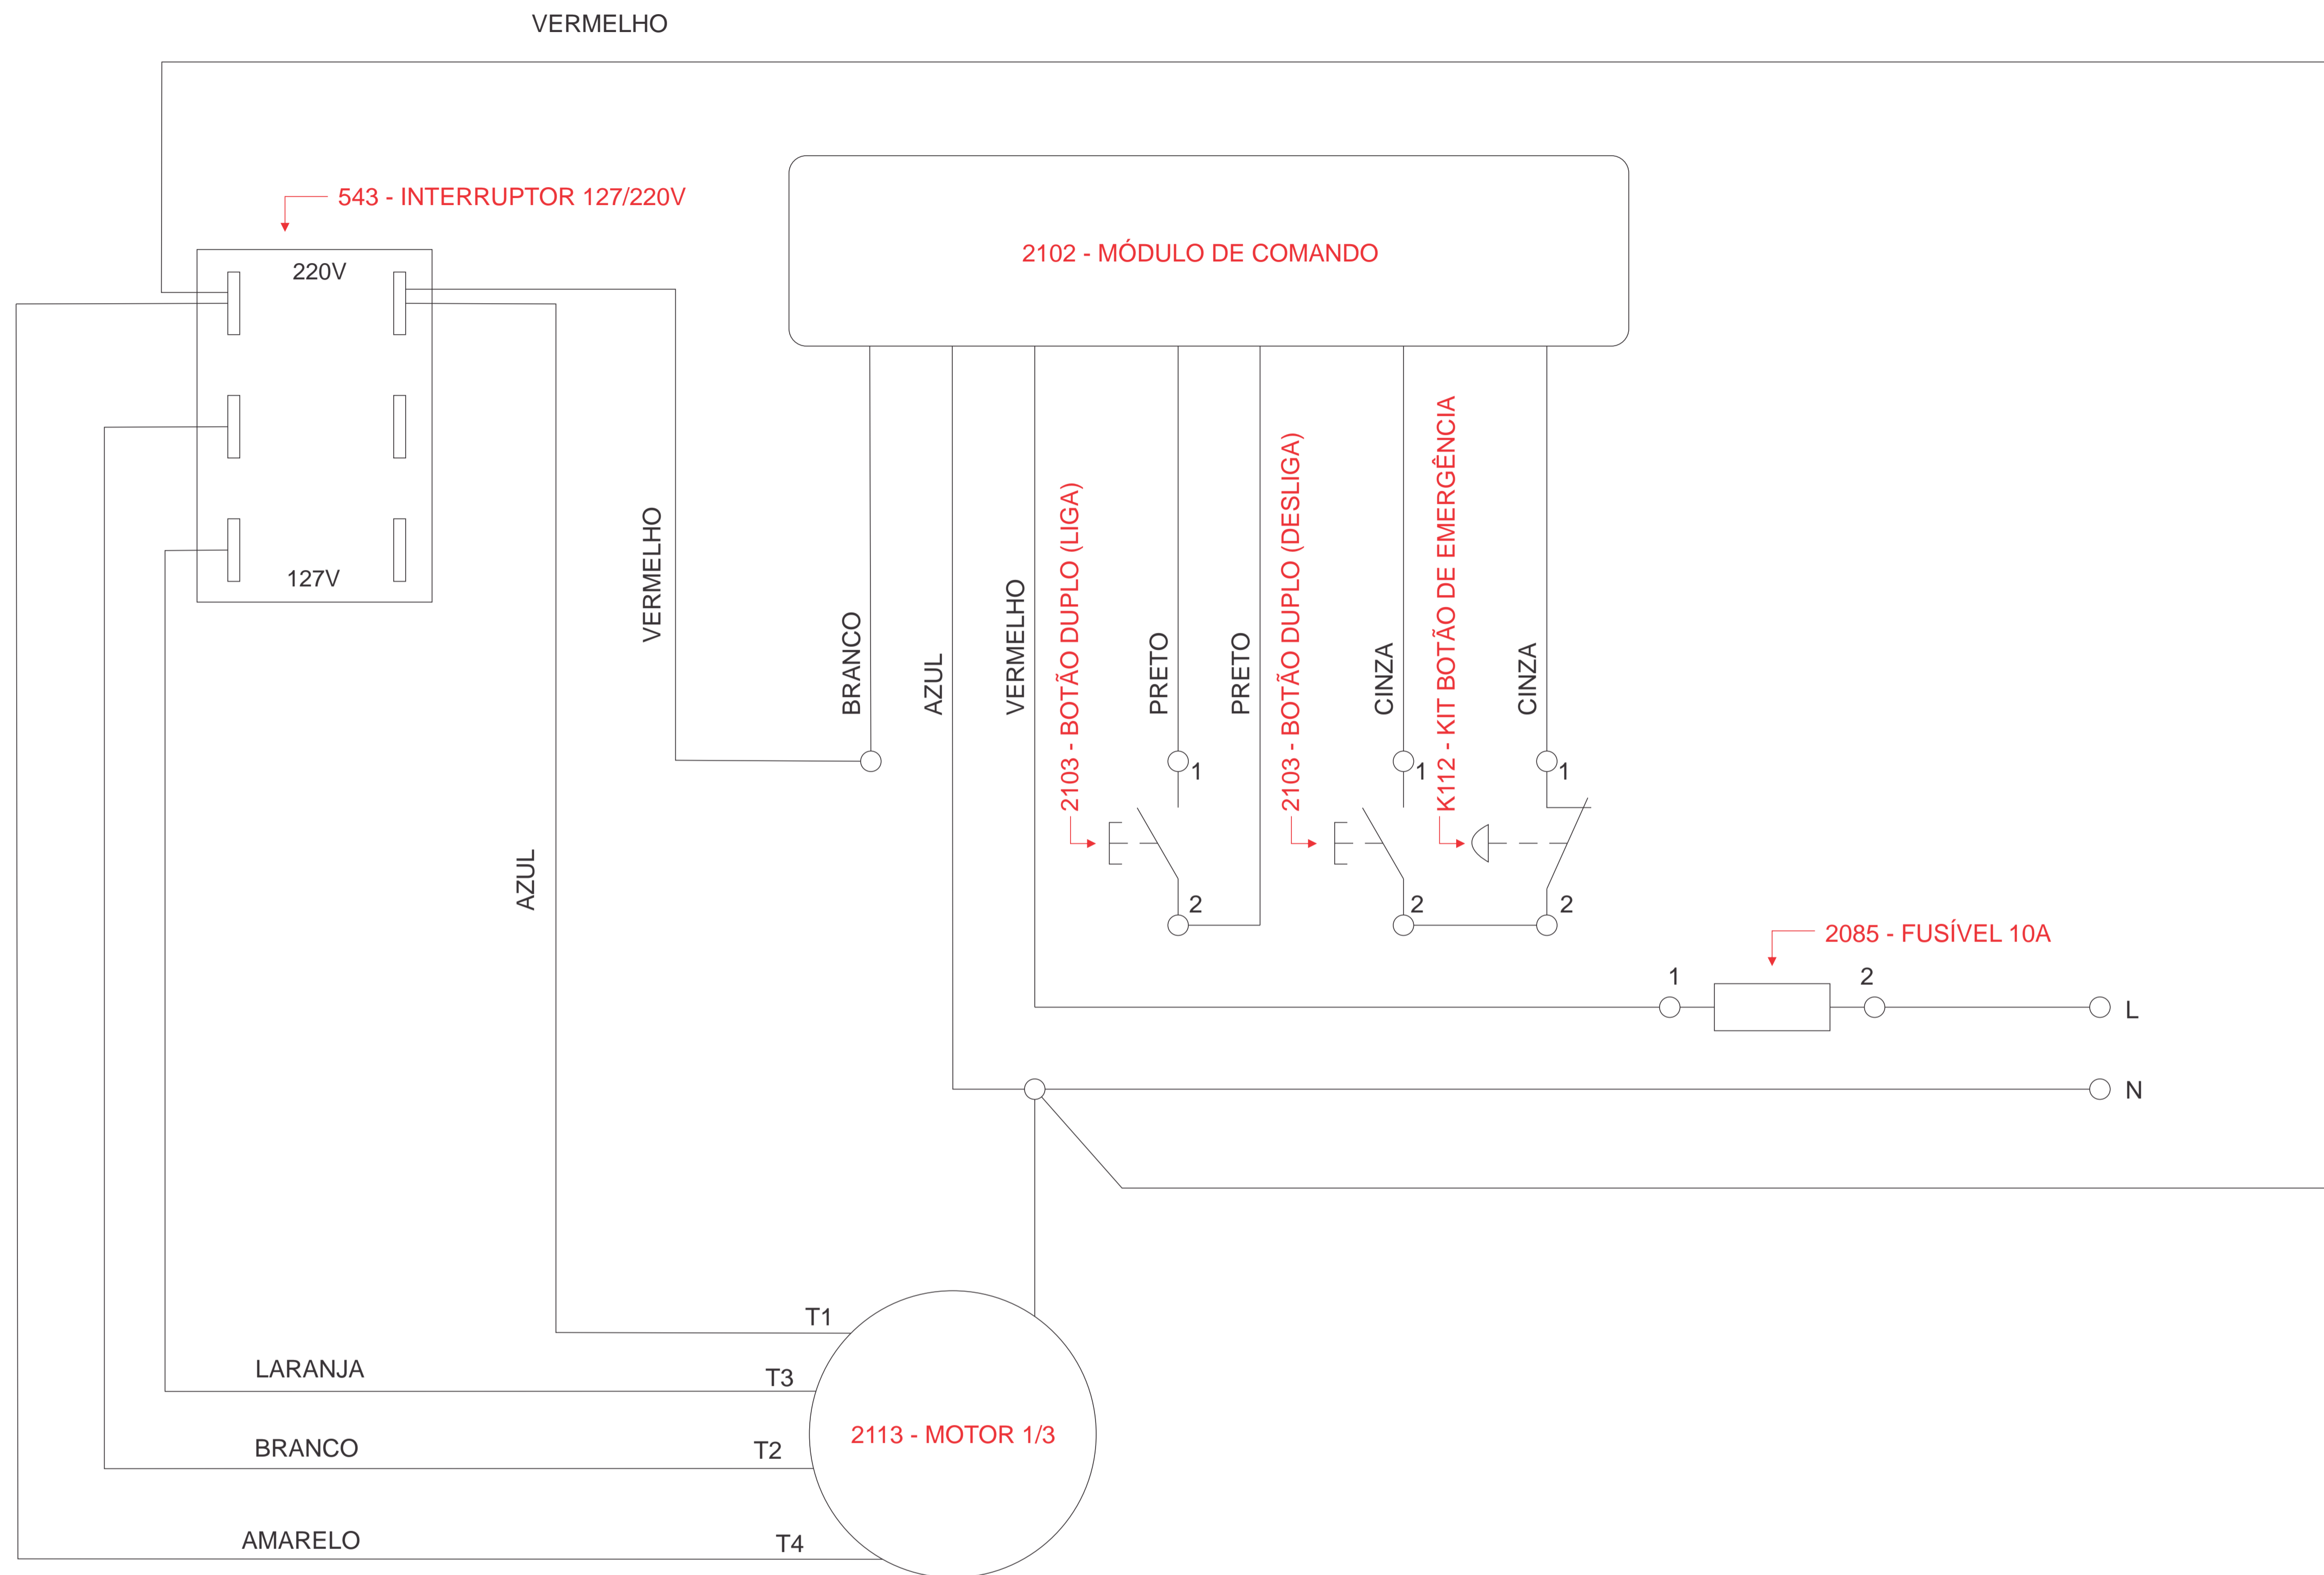 VERMELHO
543 - INTERRUPTOR 127/220V
220V
127V
2102 - MÓDULO DE COMANDO
VERMELHO
AZUL
BRANCO
AZUL
VERMELHO
2103 - BOTÃO DUPLO (LIGA)
PRETO
PRETO
2103 - BOTÃO DUPLO (DESLIGA)
CINZA
K112 - KIT BOTÃO DE EMERGÊNCIA
CINZA
1
1
1
2
2
2
2085 - FUSÍVEL 10A
1
2
L
N
T1
LARANJA
T3
2113 - MOTOR 1/3
BRANCO
T2
AMARELO
T4